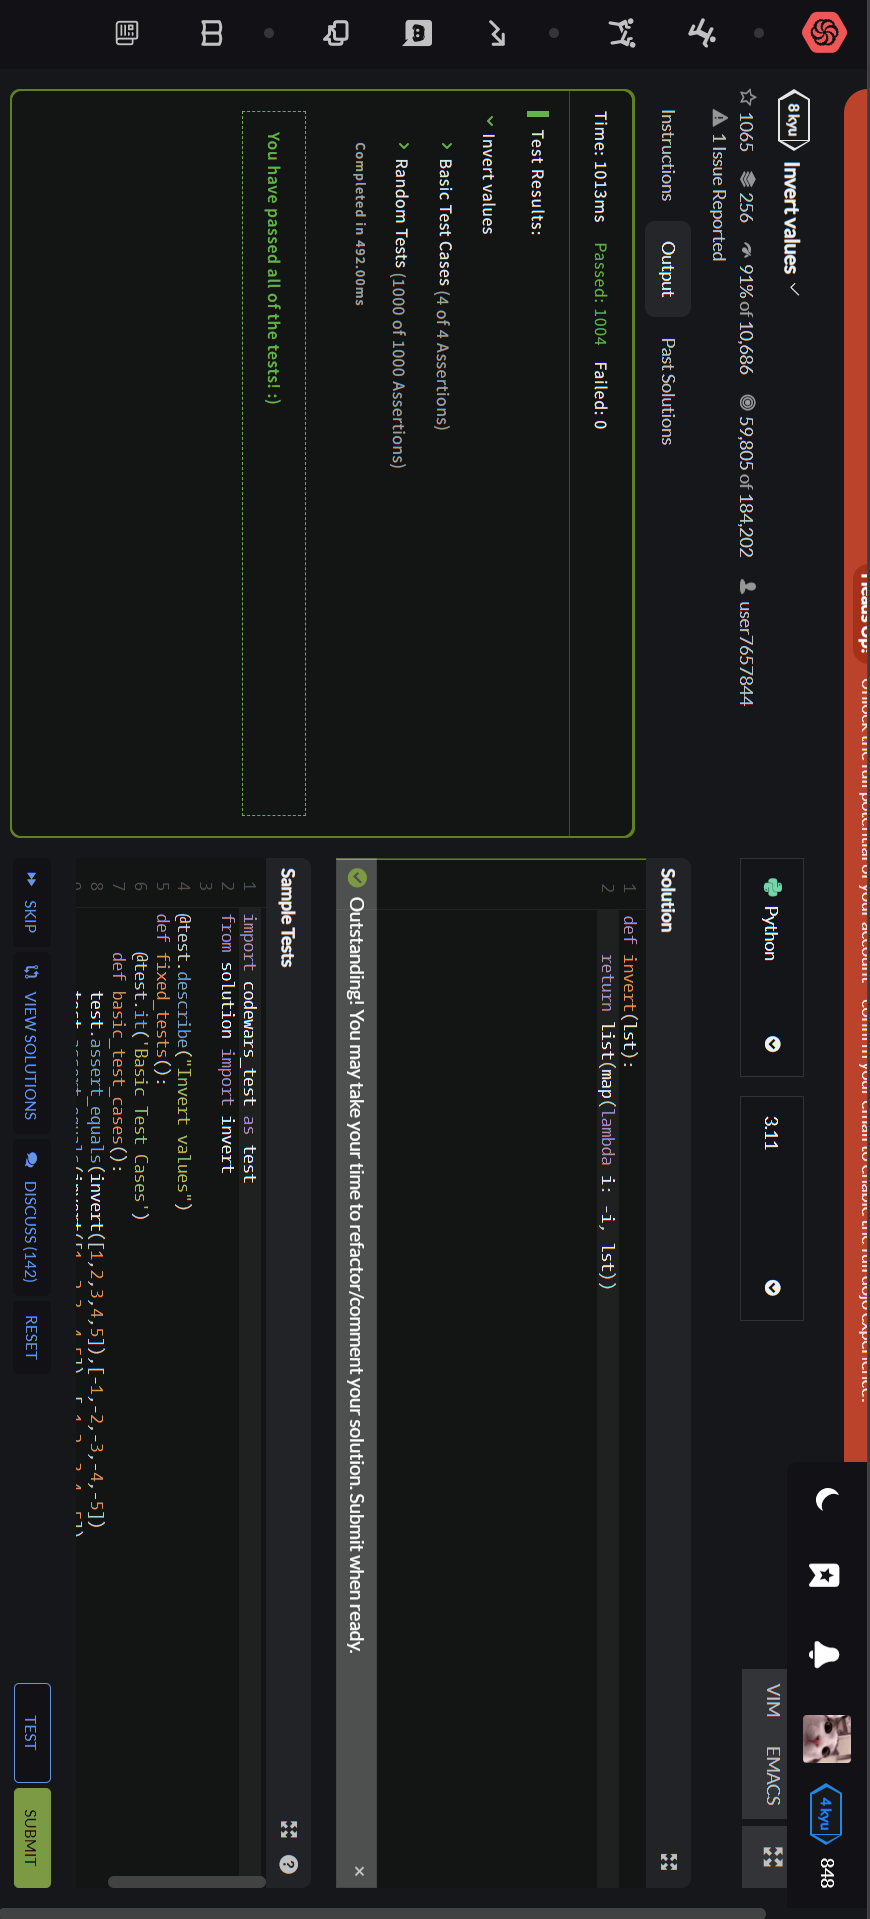 Heads Up!
Unlock the full potential of your account - confirm your email to enable the full dojo experience.
848
4 kyu
8 kyu
Invert values
1065 256 91% of 10,686 59,805 of 184,202 user7657844
1 Issue Reported
Python
3.11
VIM EMACS
Instructions Output Past Solutions
Time: 1013ms Passed: 1004 Failed: 0
Test Results:
Invert values
Basic Test Cases (4 of 4 Assertions)
Random Tests (1000 of 1000 Assertions)
Completed in 492.00ms
You have passed all of the tests! :)
Solution
1 def invert(lst):
2 return list(map(lambda i: -i, lst))
Outstanding! You may take your time to refactor/comment your solution. Submit when ready.
Sample Tests
1 import codewars_test as test
2 from solution import invert
3
4 @test.describe("Invert values")
5 def fixed_tests():
6 @test.it('Basic Test Cases')
7 def basic_test_cases():
8 test.assert_equals(invert([1,2,3,4,5]),[-1,-2,-3,-4,-5])
SKIP VIEW SOLUTIONS DISCUSS (142) RESET TEST SUBMIT